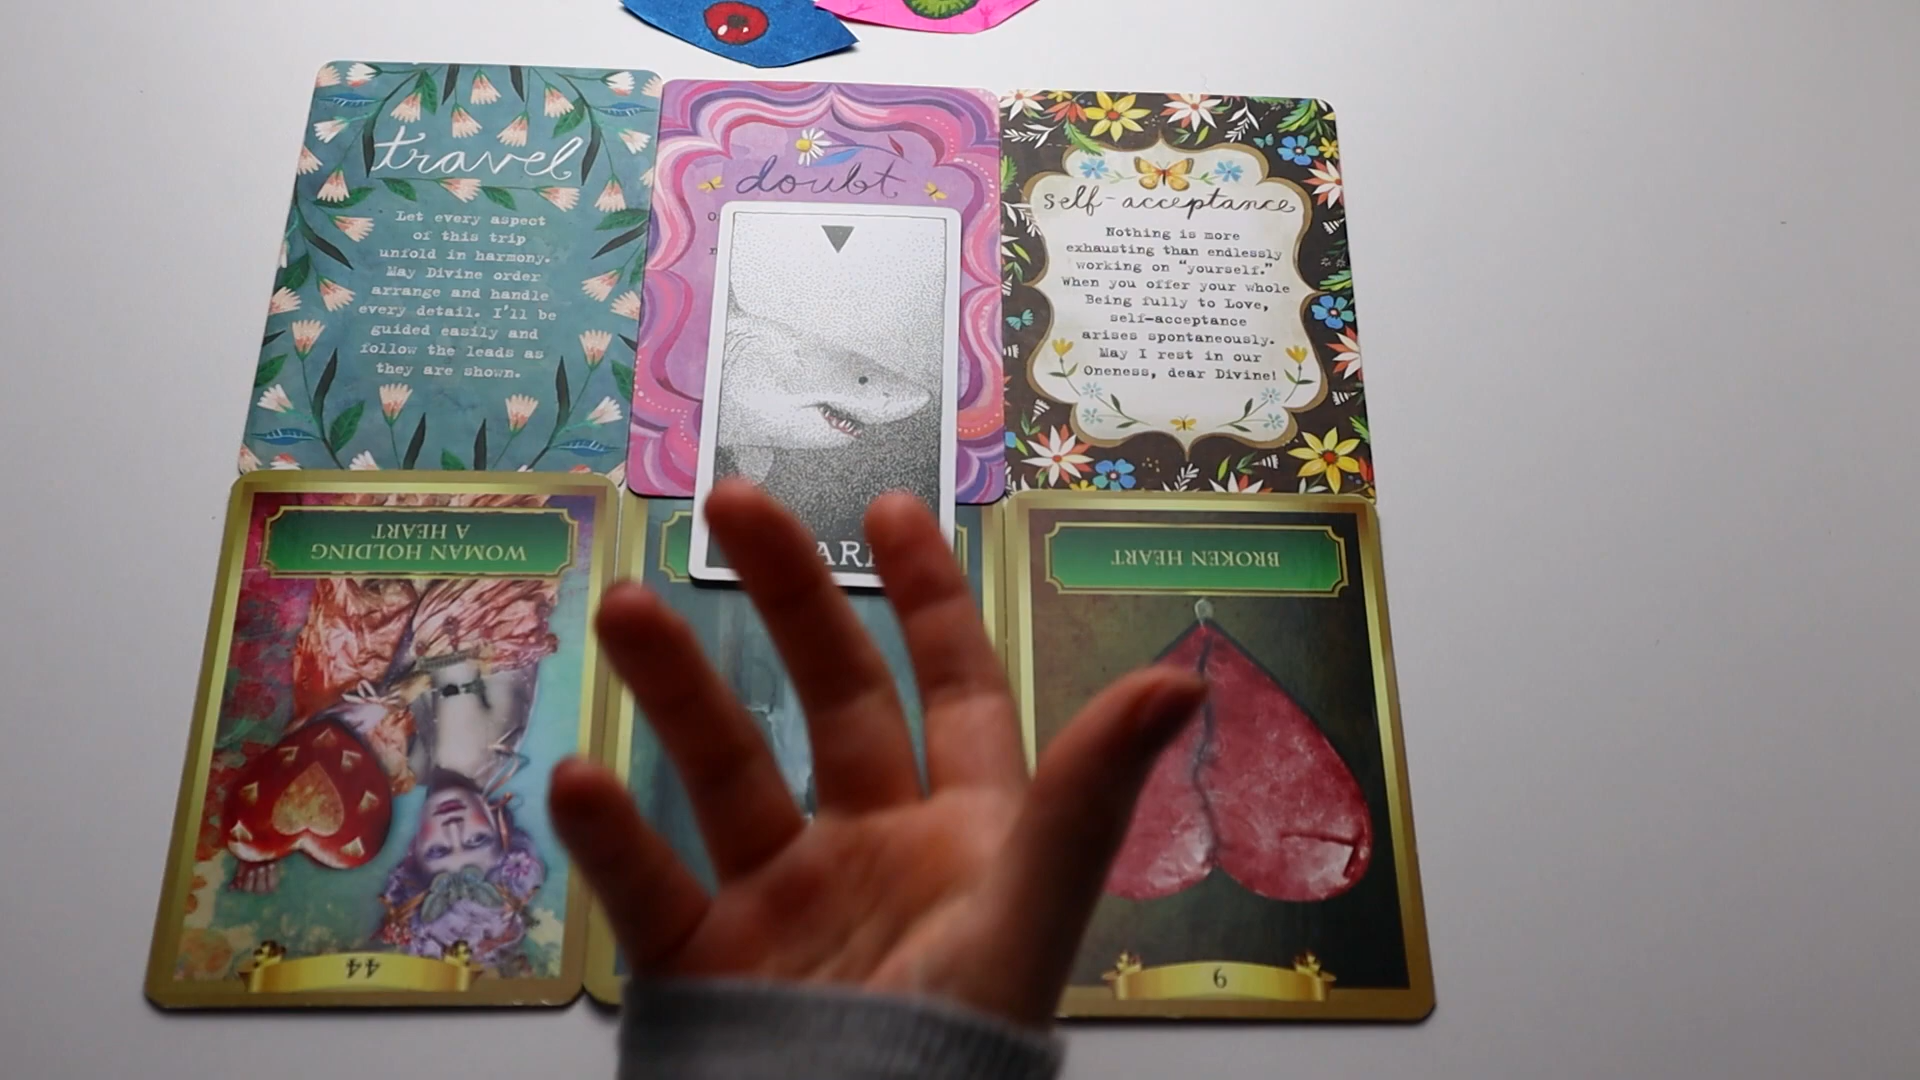 travel
Let every aspect
of this trip
unfold in harmony.
May Divine order
arrange and handle
every detail. I'll be
guided easily and
follow the leads as
they are shown.
doubt
self-acceptance
Nothing is more
exhausting than endlessly
working on "yourself."
When you offer your whole
Being fully to Love,
self-acceptance
arises spontaneously.
May I rest in our
Oneness, dear Divine!
WOMAN HOLDING
A HEART
44
BROKEN HEART
9